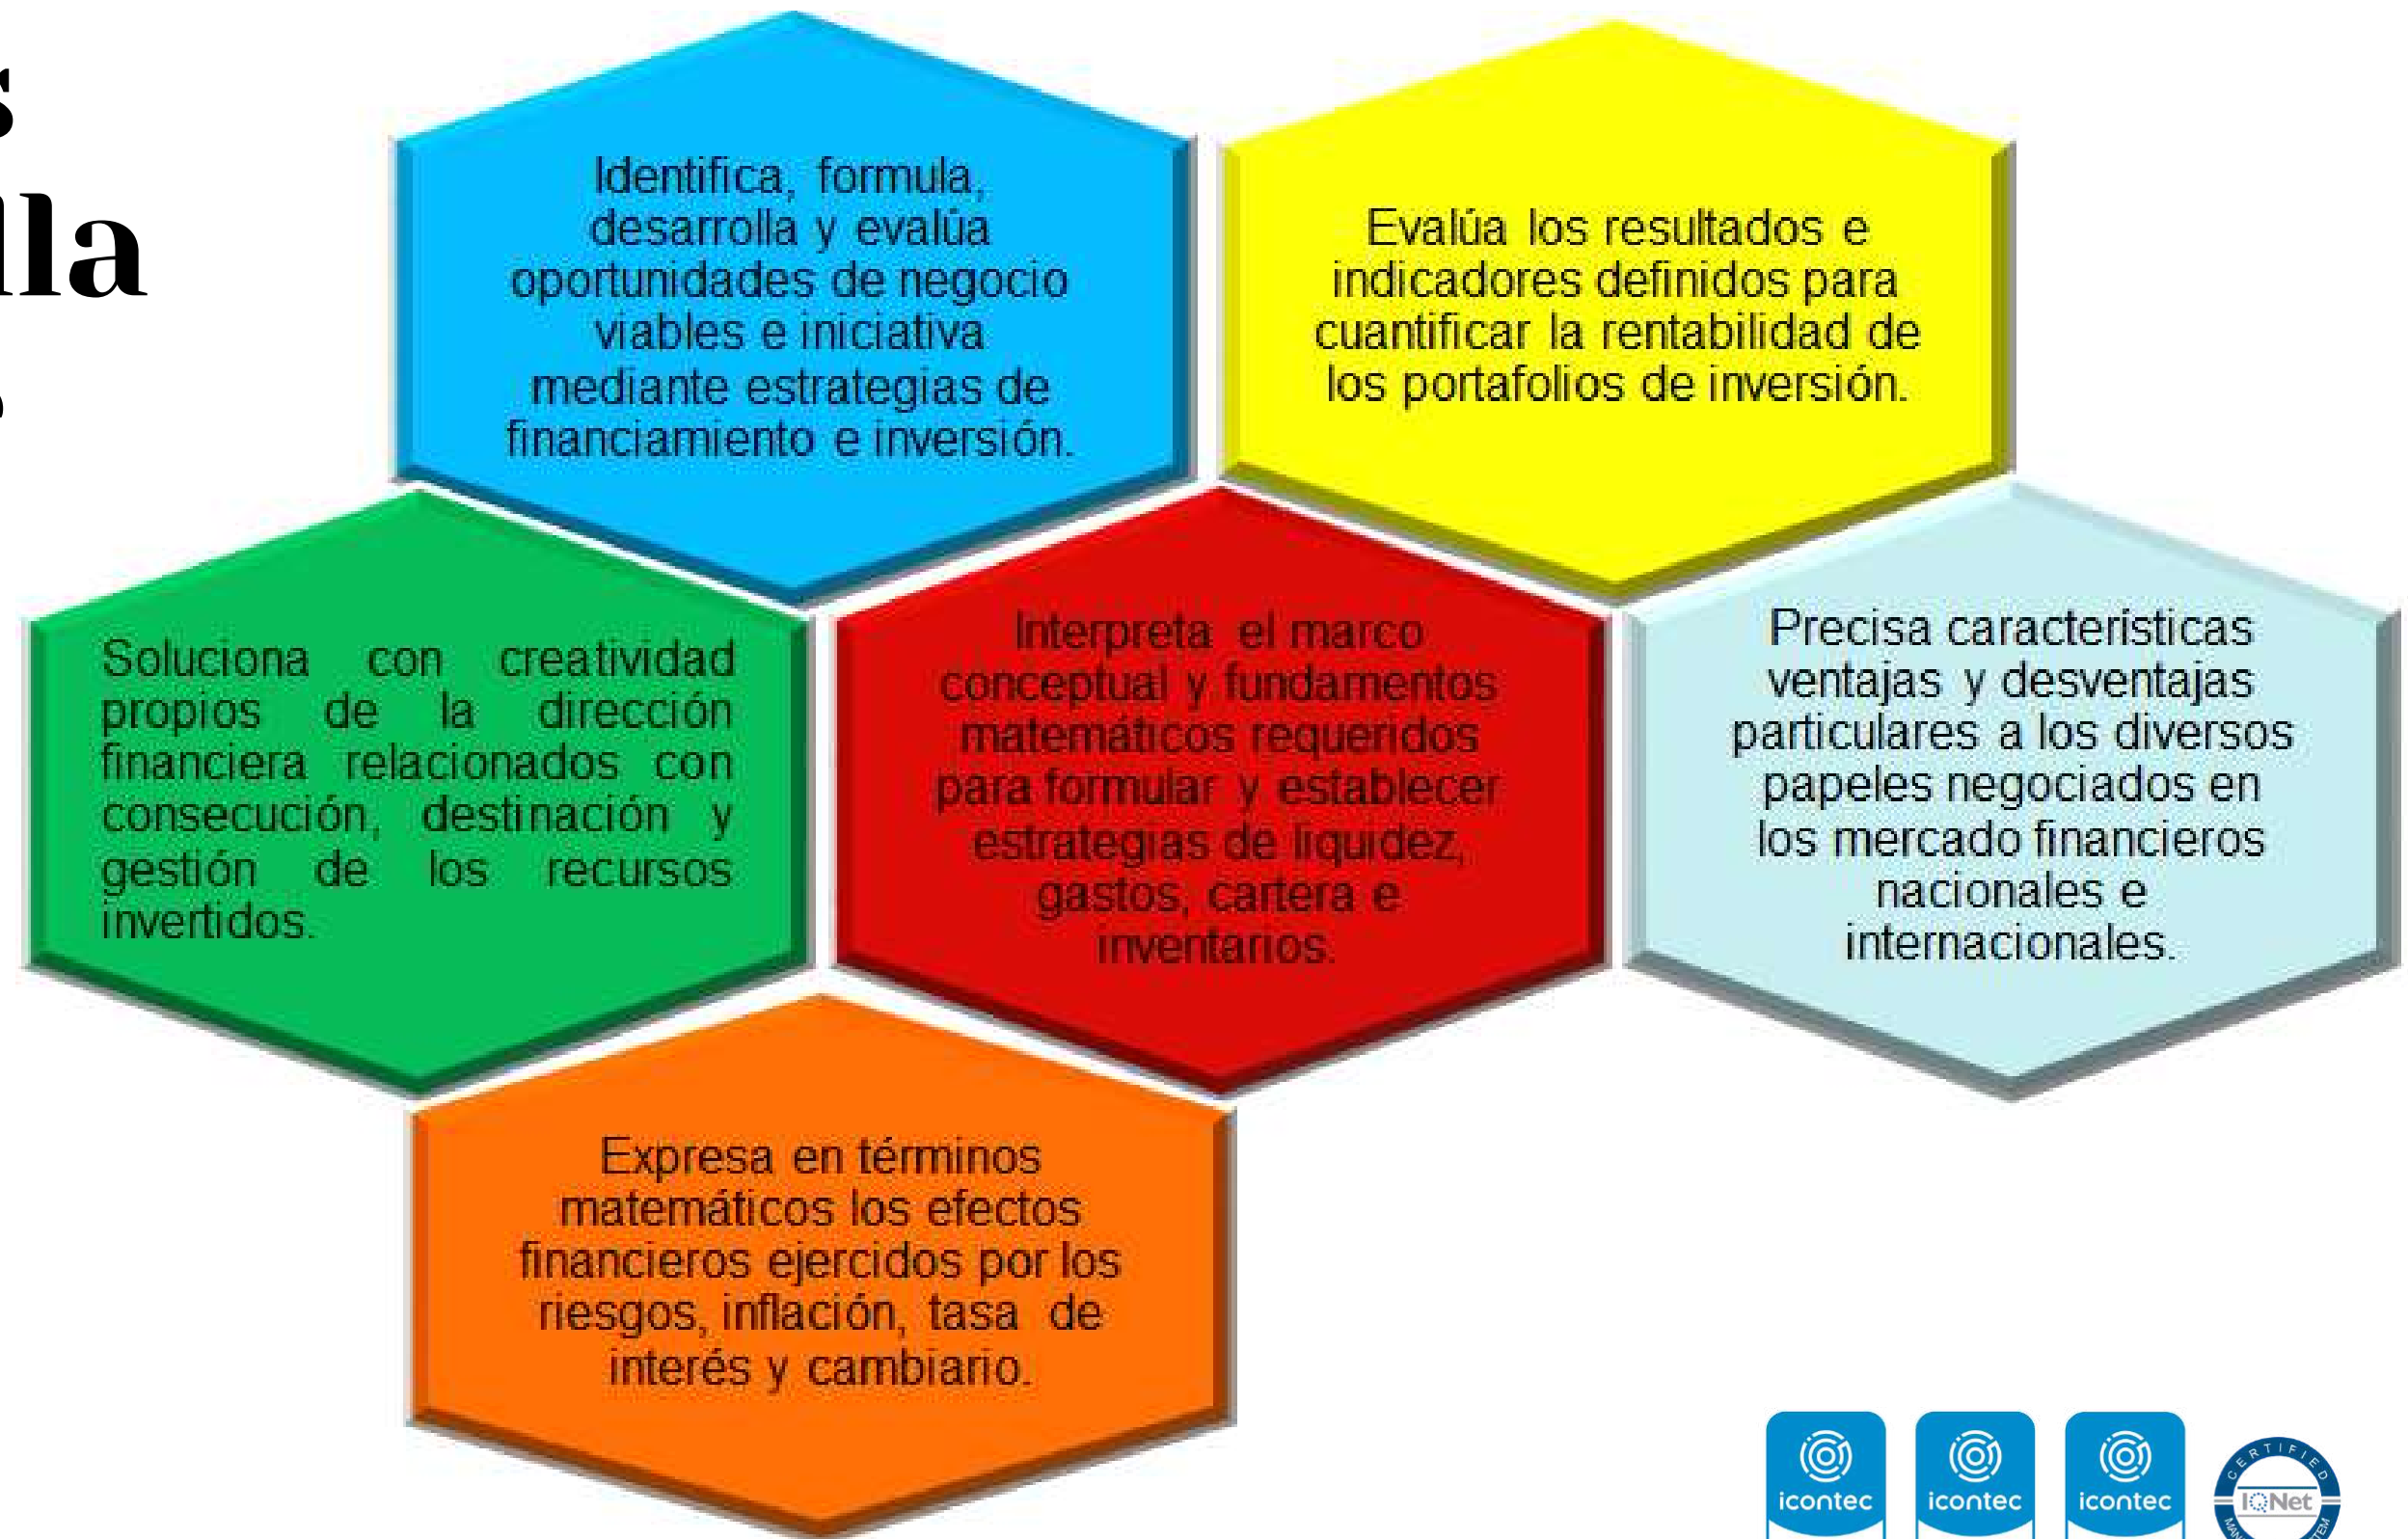 s
lla
Identifica, formula,
desarrolla y evalúa
oportunidades de negocio
viables e iniciativa
mediante estrategias de
financiamiento e inversión.
Evalúa los resultados e
indicadores definidos para
cuantificar la rentabilidad de
los portafolios de inversión.
Soluciona con creatividad
propios de la dirección
financiera relacionados con
consecución, destinación y
gestión de los recursos
invertidos.
Interpreta el marco
conceptual y fundamentos
matemáticos requeridos
para formular y establecer
estrategias de liquidez,
gastos, cartera e
inventarios.
Precisa características
ventajas y desventajas
particulares a los diversos
papeles negociados en
los mercado financieros
nacionales e
internacionales.
Expresa en términos
matemáticos los efectos
financieros ejercidos por los
riesgos, inflación, tasa de
interés y cambiario.
icontec
icontec
icontec
CERTIFIED
IQNet